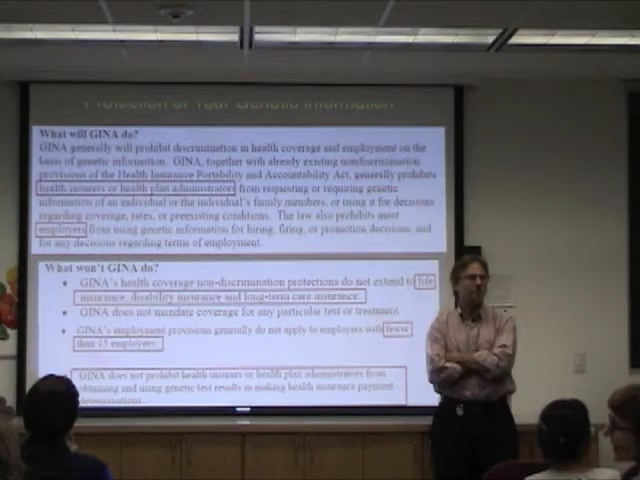 Protection of Your Genetic Information
What will GINA do?
GINA generally will prohibit discrimination in health coverage and employment on the
basis of genetic information. GINA, together with already existing nondiscrimination
provisions of the Health Insurance Portability and Accountability Act, generally prohibits
health insurers or health plan administrators from requesting or requiring genetic
information of an individual or the individual's family members, or using it for decisions
regarding coverage, rates, or preexisting conditions. The law also prohibits most
employers from using genetic information for hiring, firing, or promotion decisions, and
for any decisions regarding terms of employment.
What won't GINA do?
• GINA's health coverage non-discrimination protections do not extend to life
insurance, disability insurance and long-term care insurance.
• GINA does not mandate coverage for any particular test or treatment.
• GINA's employment provisions generally do not apply to employers with fewer
than 15 employees.
GINA does not prohibit health insurers or health plan administrators from
obtaining and using genetic test results in making health insurance payment
determinations.